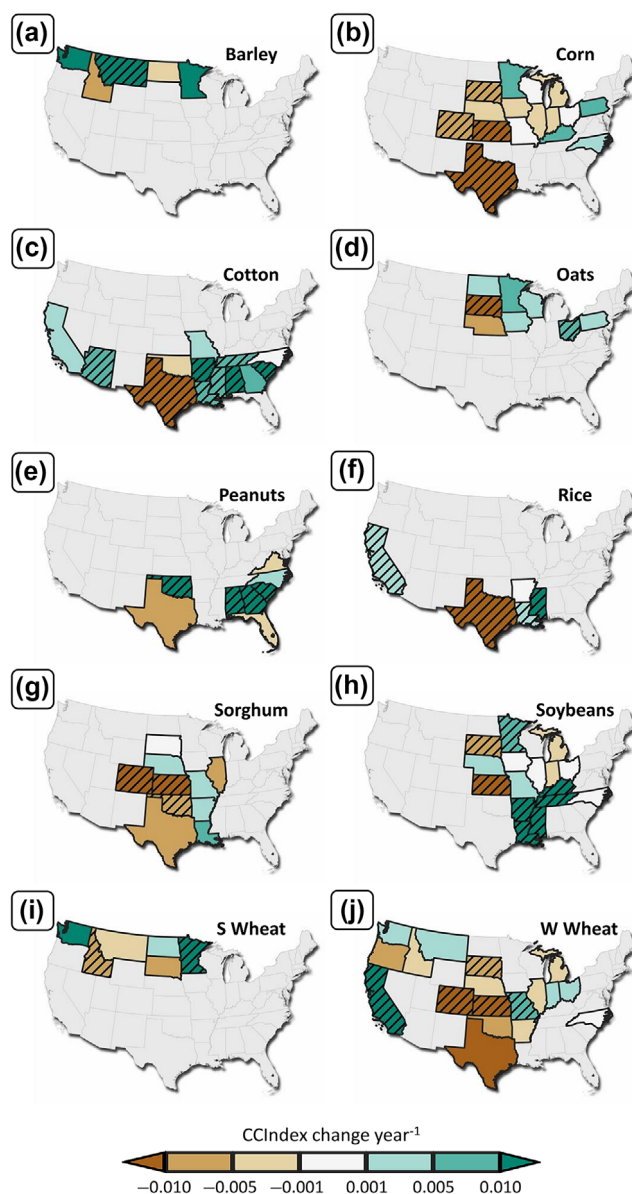 (a)
Barley
(b)
Corn
(c)
Cotton
(d)
Oats
(e)
Peanuts
(f)
Rice
(g)
Sorghum
(h)
Soybeans
(i)
S Wheat
(j)
W Wheat
CCIndex change year⁻¹
−0.010 −0.005 −0.001 0.001 0.005 0.010